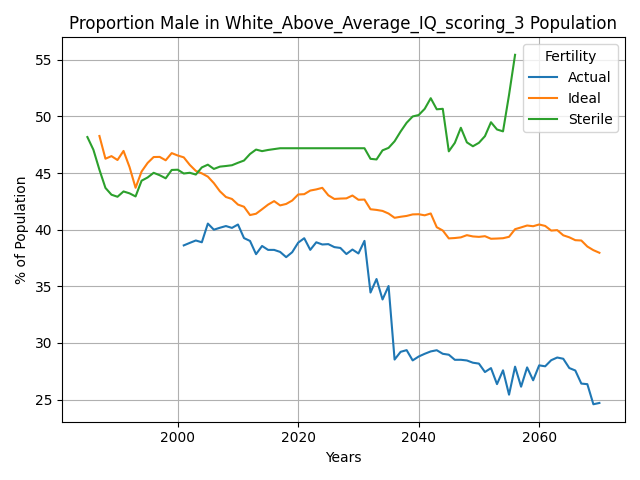 Proportion Male in White_Above_Average_IQ_scoring_3 Population
% of Population
55
50
45
40
35
30
25
Fertility
Actual
Ideal
Sterile
2000
2020
2040
2060
Years